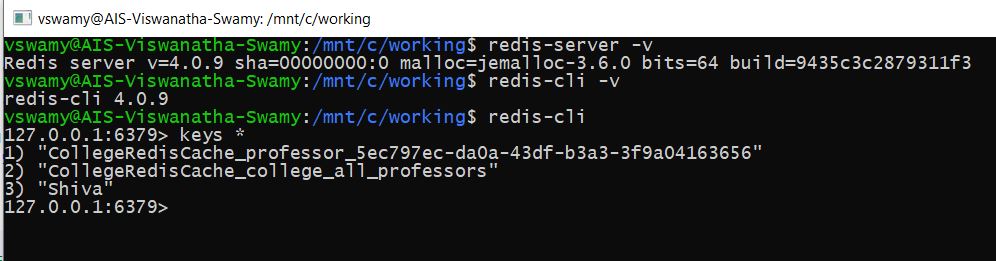 vswamy@AIS-Viswanatha-Swamy: /mnt/c/working
vswamy@AIS-Viswanatha-Swamy:/mnt/c/working$ redis-server -v
Redis server v=4.0.9 sha=00000000:0 malloc=jemalloc-3.6.0 bits=64 build=9435c3c2879311f3
vswamy@AIS-Viswanatha-Swamy:/mnt/c/working$ redis-cli -v
redis-cli 4.0.9
vswamy@AIS-Viswanatha-Swamy:/mnt/c/working$ redis-cli
127.0.0.1:6379> keys *
1) "CollegeRedisCache_professor_5ec797ec-da0a-43df-b3a3-3f9a04163656"
2) "CollegeRedisCache_college_all_professors"
3) "Shiva"
127.0.0.1:6379>